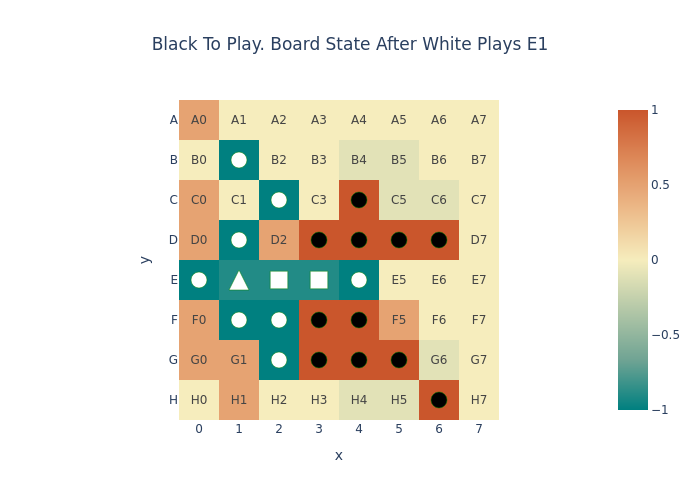 Black To Play. Board State After White Plays E1
A A0 A1 A2 A3 A4 A5 A6 A7
B B0 B2 B3 B4 B5 B6 B7
C C0 C1 C3 C5 C6 C7
D D0 D2 D7
E E5 E6 E7
F F0 F5 F6 F7
G G0 G1 G6 G7
H H0 H1 H2 H3 H4 H5 H7
0 1 2 3 4 5 6 7
x
y
1
0.5
0
−0.5
−1